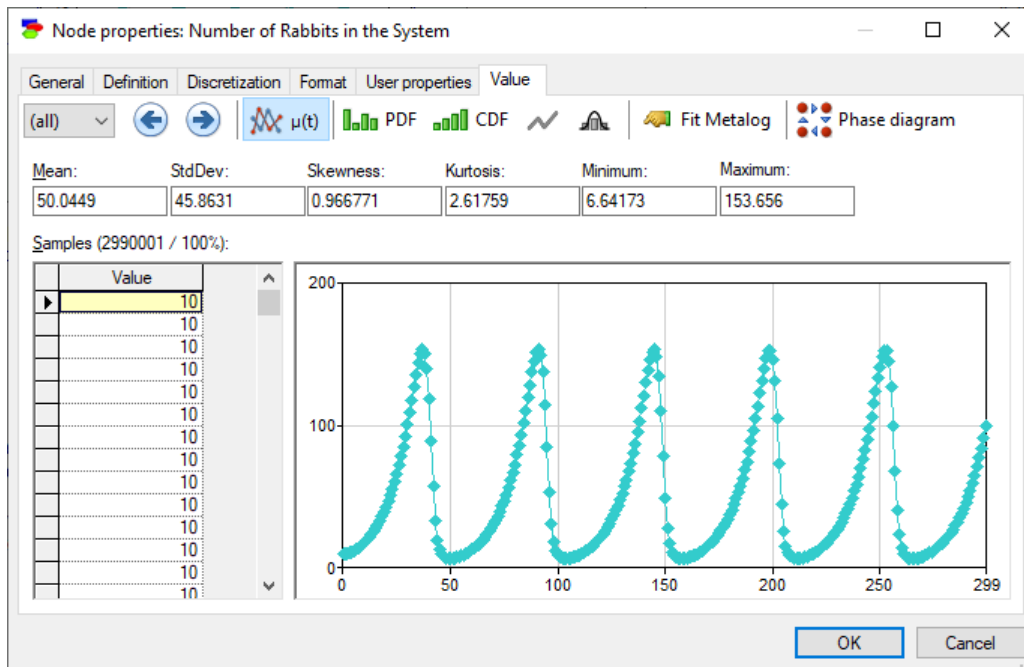 Node properties: Number of Rabbits in the System
General Definition Discretization Format User properties Value
(all) μ(t) PDF CDF Fit Metalog Phase diagram
Mean: StdDev: Skewness: Kurtosis: Minimum: Maximum:
50.0449 45.8631 0.966771 2.61759 6.64173 153.656
Samples (2990001 / 100%):
Value
10
10
10
10
10
10
10
10
10
10
10
10
10
10
200
100
0
0 50 100 150 200 250 299
OK Cancel